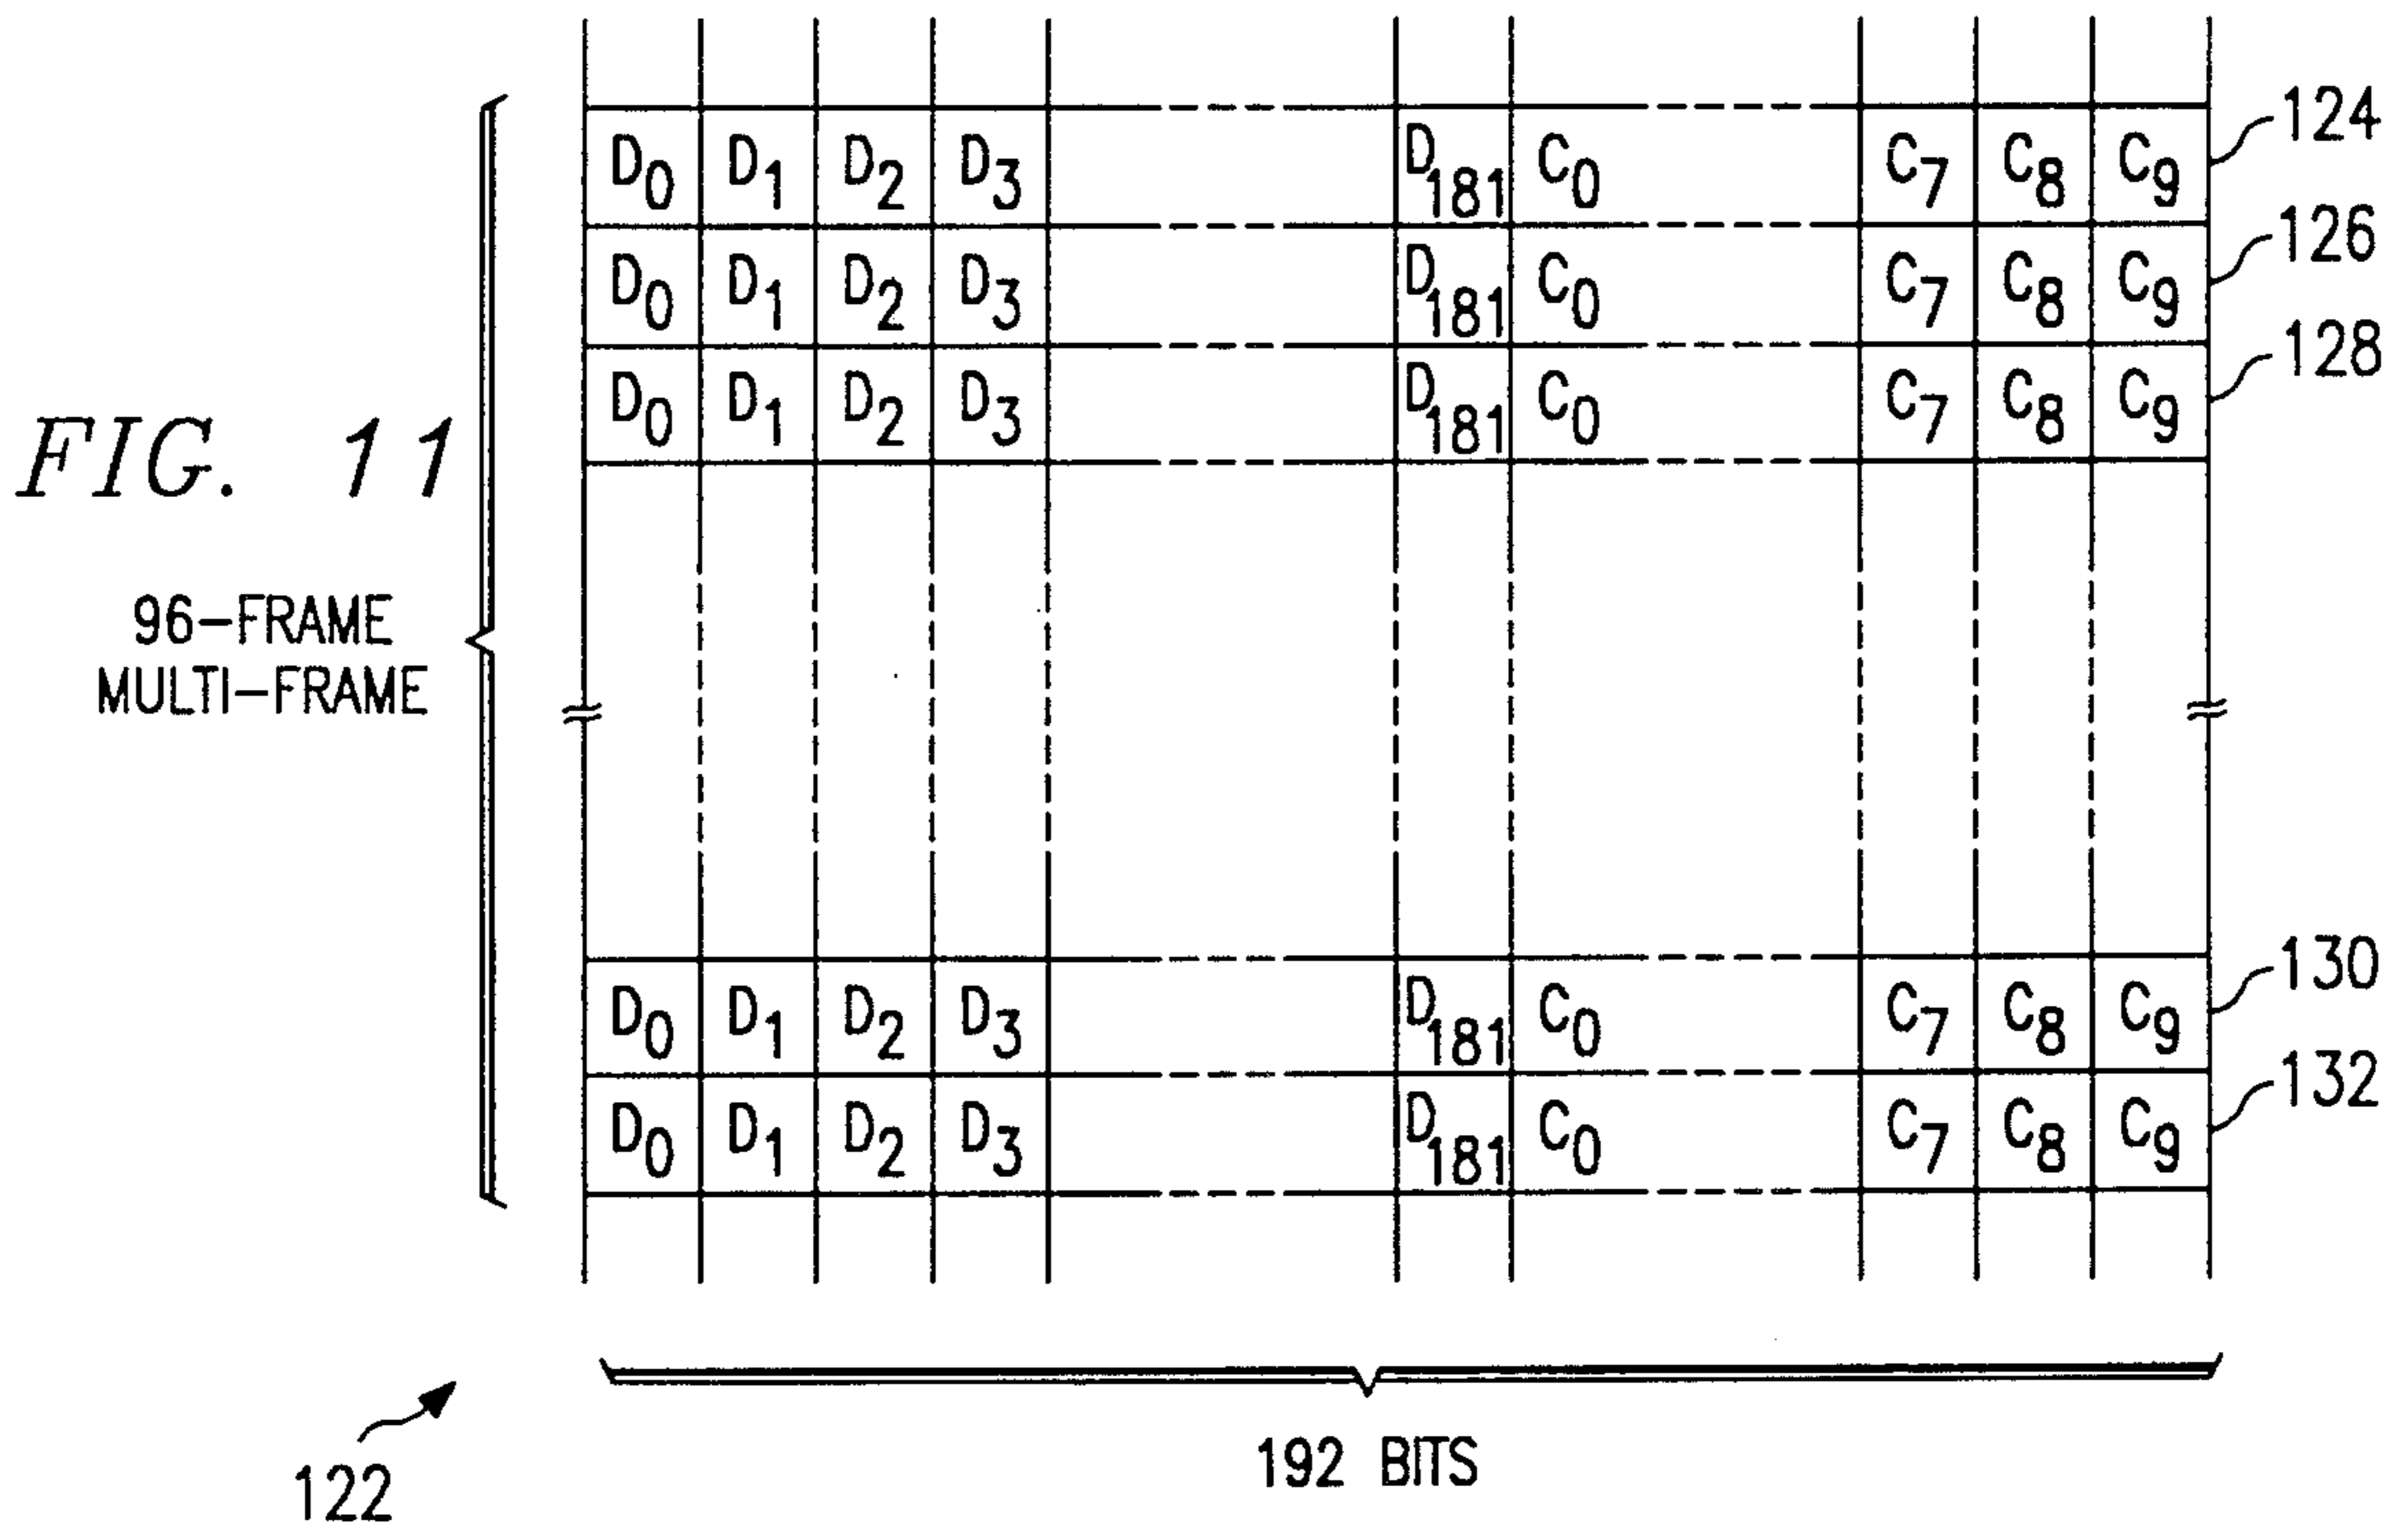 D0 D1 D2 D3 D181 C0 C7 C8 C9 124
D0 D1 D2 D3 D181 C0 C7 C8 C9 126
D0 D1 D2 D3 D181 C0 C7 C8 C9 128
FIG. 11
96-FRAME
MULTI-FRAME
D0 D1 D2 D3 D181 C0 C7 C8 C9 130
D0 D1 D2 D3 D181 C0 C7 C8 C9 132
192 BITS
122